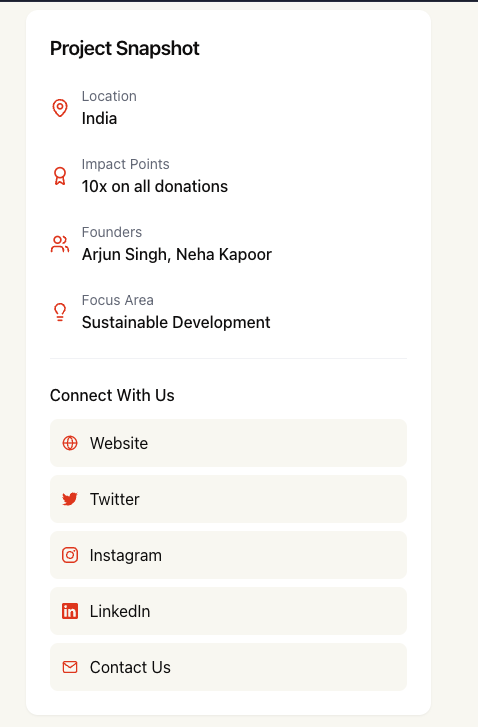 Project Snapshot
Location
India
Impact Points
10x on all donations
Founders
Arjun Singh, Neha Kapoor
Focus Area
Sustainable Development
Connect With Us
Website
Twitter
Instagram
LinkedIn
Contact Us